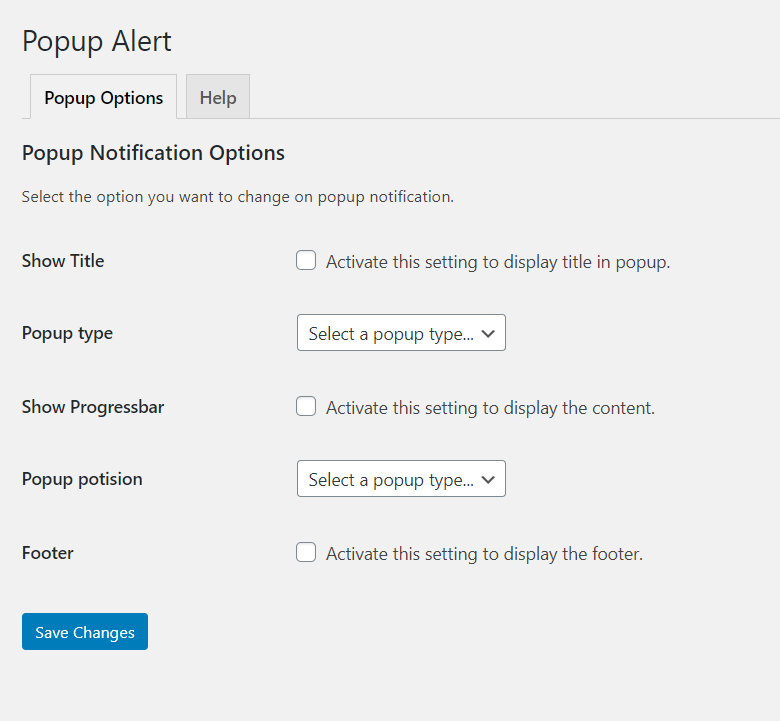 Popup Alert
Popup Options Help
Popup Notification Options
Select the option you want to change on popup notification.
Show Title Activate this setting to display title in popup.
Popup type Select a popup type...
Show Progressbar Activate this setting to display the content.
Popup potision Select a popup type...
Footer Activate this setting to display the footer.
Save Changes